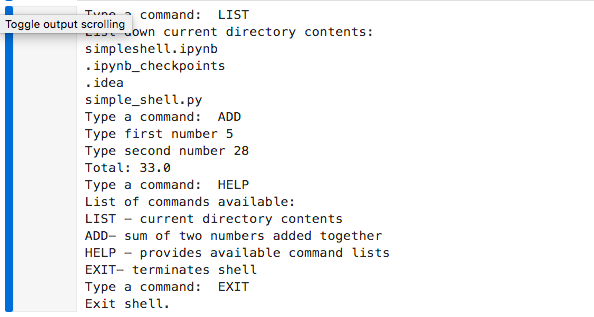 Type a command:  LIST
Toggle output scrolling
List down current directory contents:
simpleshell.ipynb
.ipynb_checkpoints
.idea
simple_shell.py
Type a command:  ADD
Type first number 5
Type second number 28
Total: 33.0
Type a command:  HELP
List of commands available:
LIST – current directory contents
ADD– sum of two numbers added together
HELP – provides available command lists
EXIT– terminates shell
Type a command:  EXIT
Exit shell.